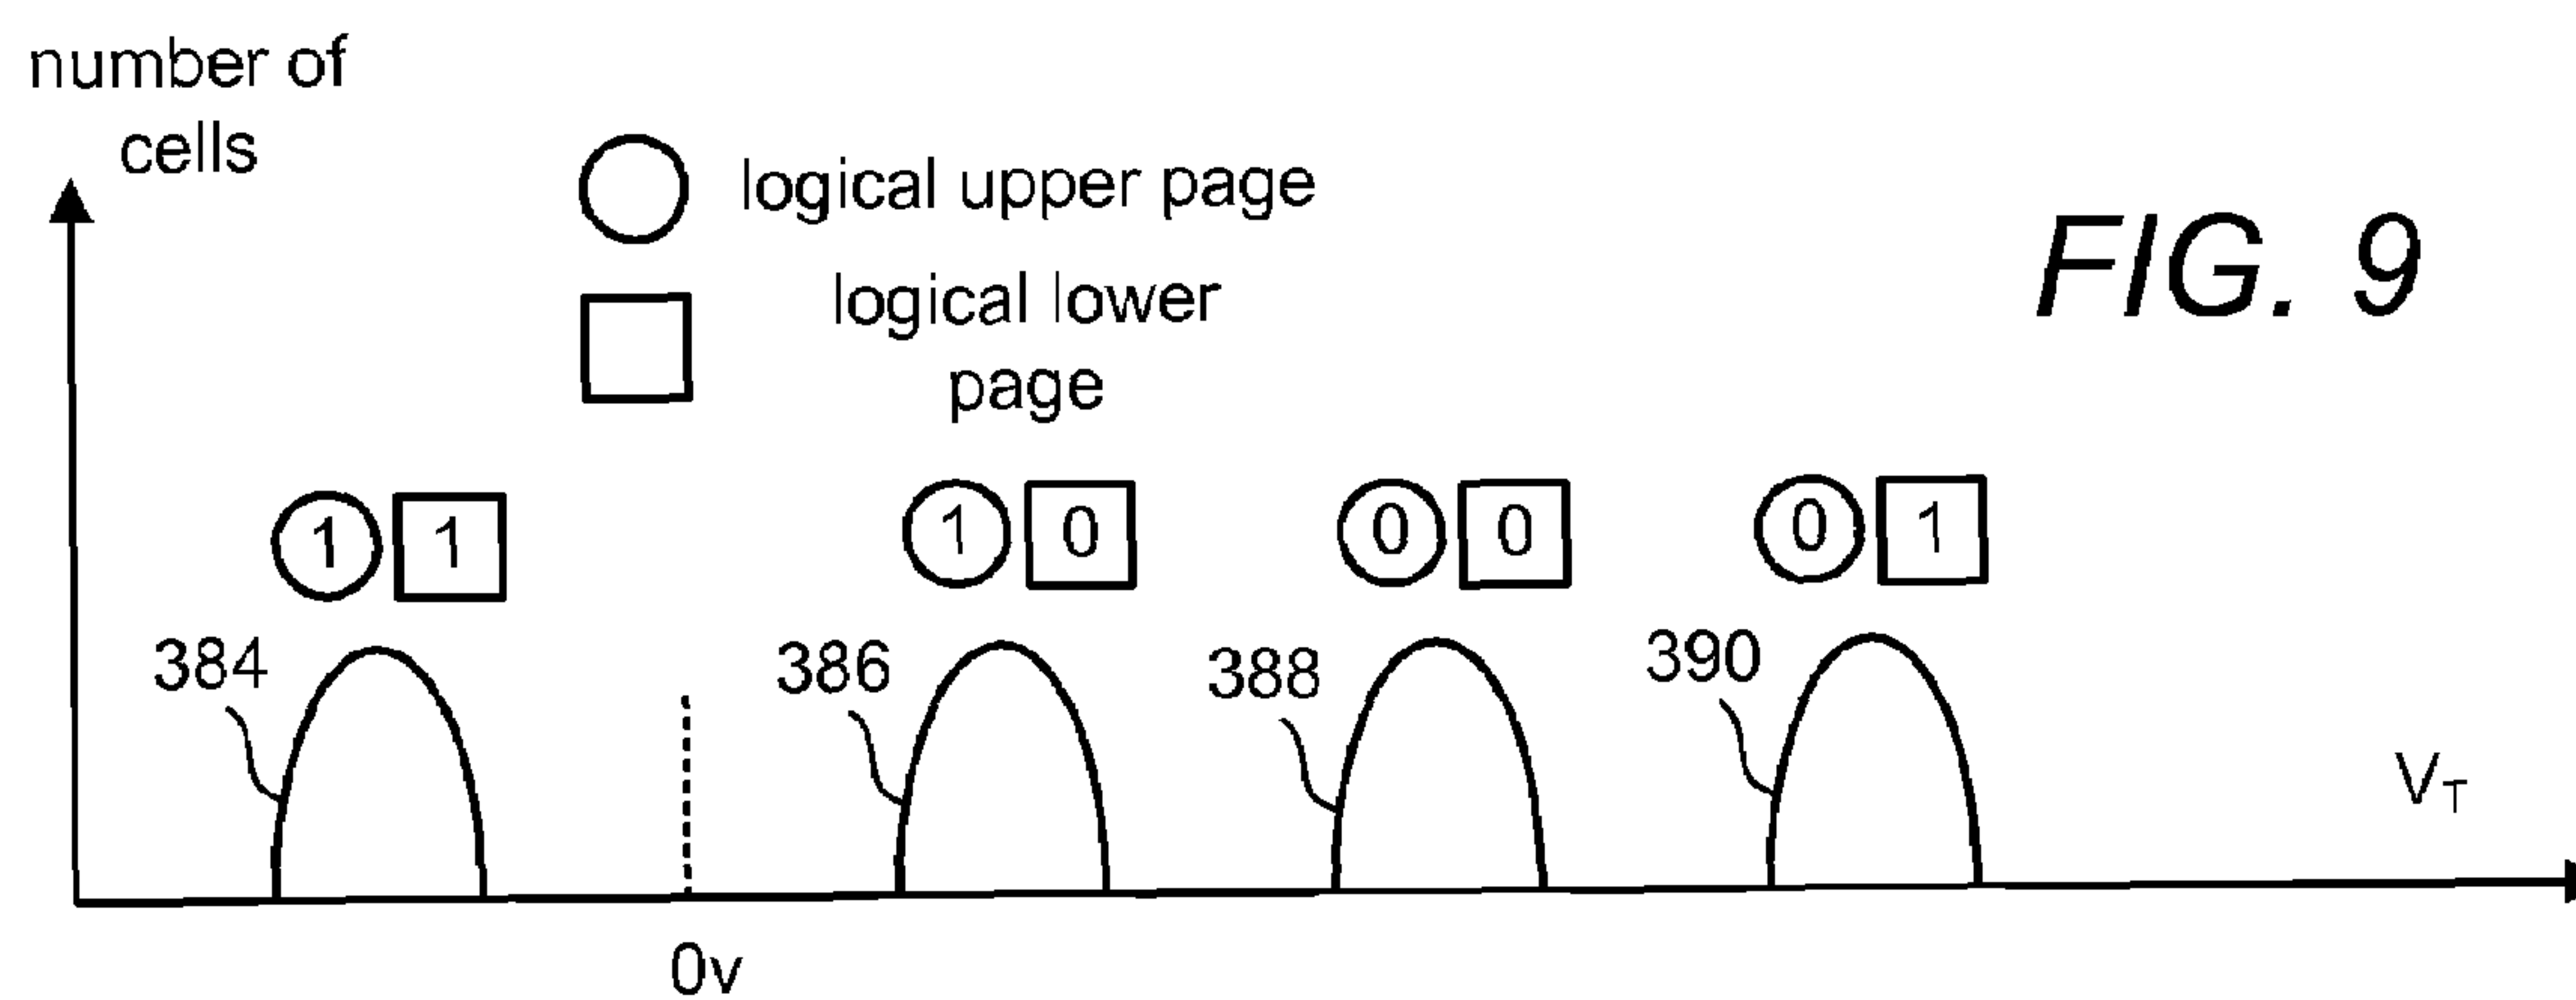 number of
cells
logical upper page
logical lower
page
FIG. 9
1 1
1 0
0 0
0 1
384
386
388
390
VT
0v